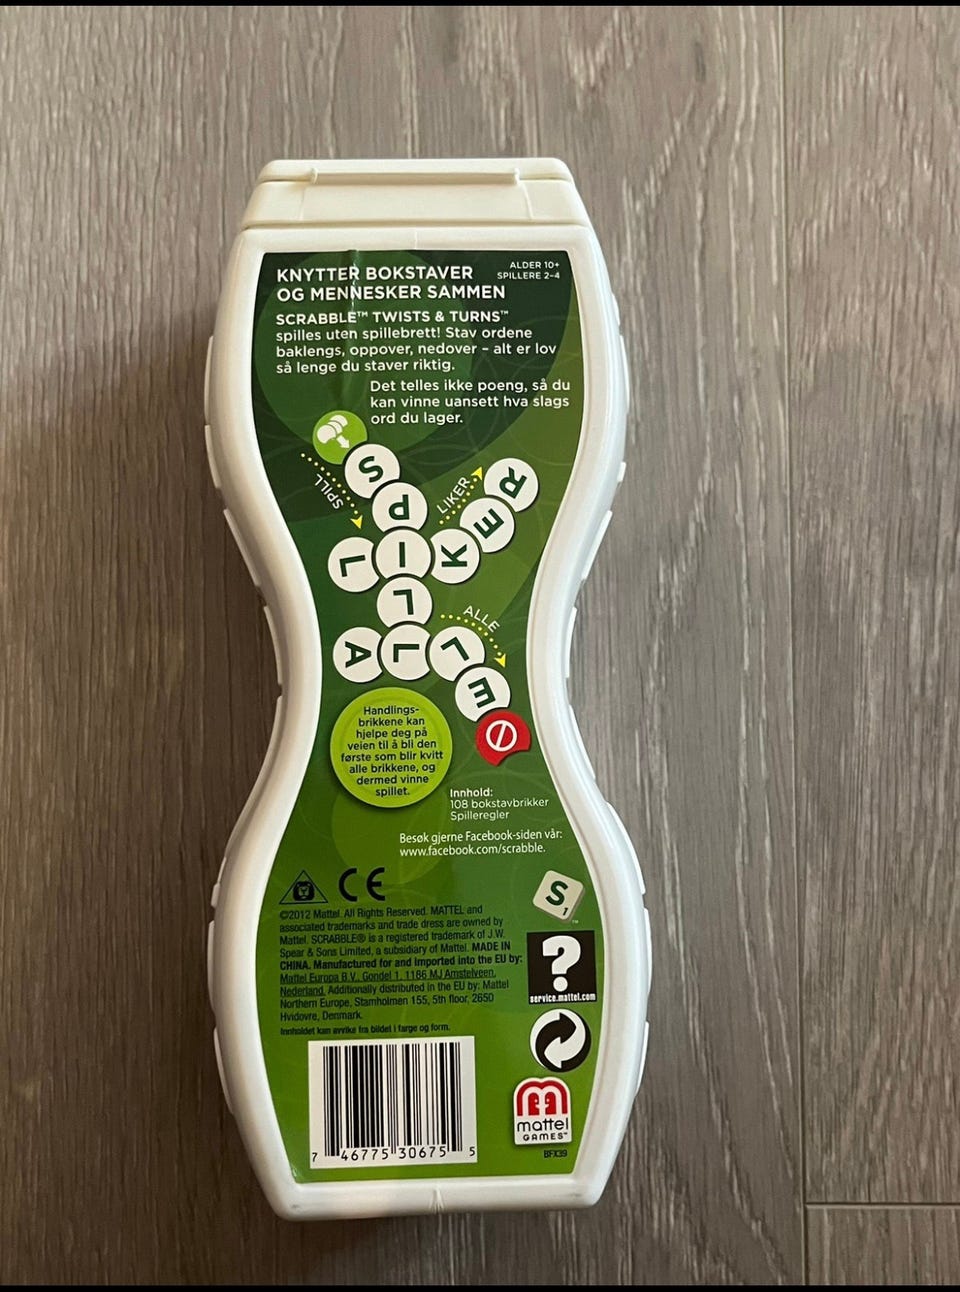 KNYTTER BOKSTAVER
OG MENNESKER SAMMEN
ALDER 10+
SPILLERE 2–4
SCRABBLE™ TWISTS & TURNS™
spilles uten spillebrett! Stav ordene
baklengs, oppover, nedover – alt er lov
så lenge du staver riktig.
Det telles ikke poeng, så du
kan vinne uansett hva slags
ord du lager.
SPILL
LIKER
ALLE
S
P
I
L
L
L
K
E
R
A
L
E
Handlings-
brikkene kan
hjelpe deg på
veien til å bli den
første som blir kvitt
alle brikkene, og
dermed vinne
spillet.
Innhold:
108 bokstavbrikker
Spilleregler
Besøk gjerne Facebook-siden vår:
www.facebook.com/scrabble.
CE
S1™
©2012 Mattel. All Rights Reserved. MATTEL and
associated trademarks and trade dress are owned by
Mattel. SCRABBLE® is a registered trademark of J.W.
Spear & Sons Limited, a subsidiary of Mattel. MADE IN
CHINA. Manufactured for and imported into the EU by:
Mattel Europa B.V., Gondel 1, 1186 MJ Amstelveen,
Nederland. Additionally distributed in the EU by: Mattel
Northern Europe, Stamholmen 155, 5th floor, 2650
Hvidovre, Denmark.
Innholdet kan avvike fra bildet i farge og form.
?
service.mattel.com
7 46775 30675 5
mattel
GAMES™
BFX39